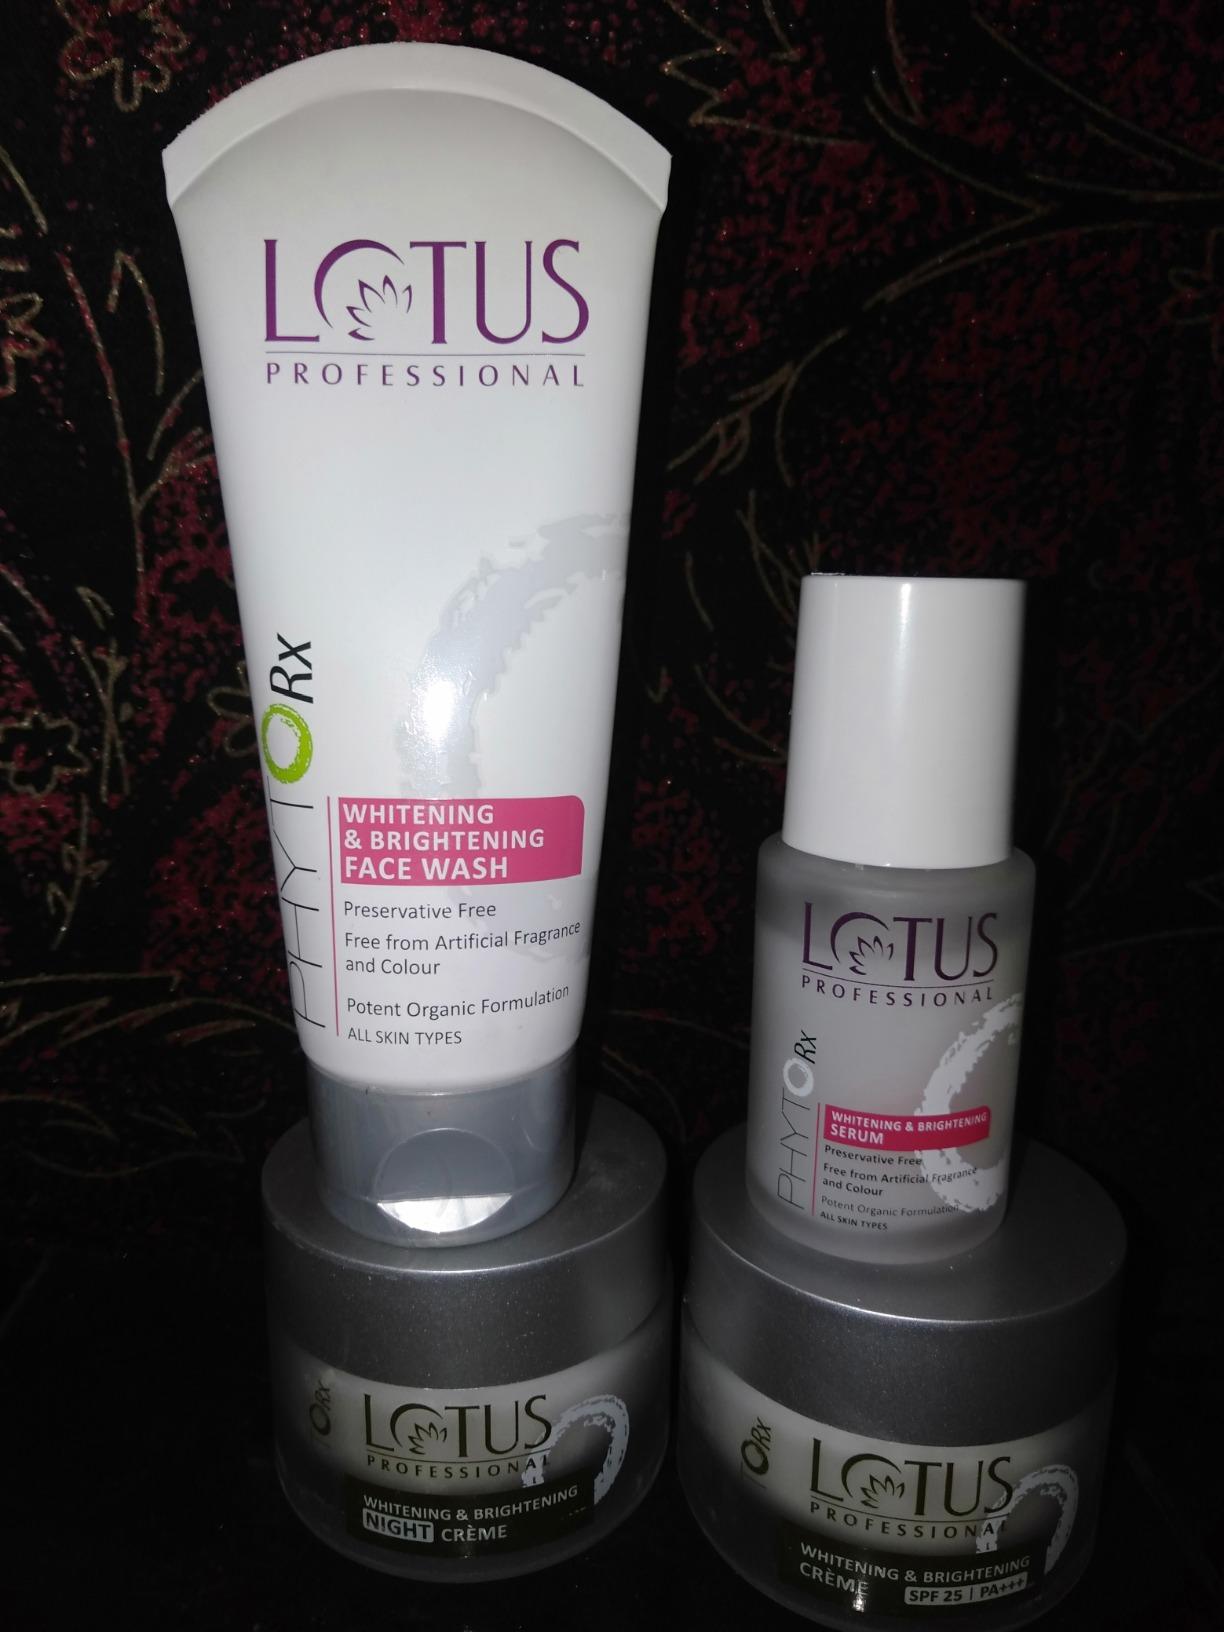 LOTUS
PROFESSIONAL
PHYTORx
WHITENING
& BRIGHTENING
FACE WASH
Preservative Free
Free from Artificial Fragrance
and Colour
Potent Organic Formulation
ALL SKIN TYPES
LOTUS
PROFESSIONAL
PHYTORx
WHITENING & BRIGHTENING
SERUM
Preservative Free
Free from Artificial Fragrance
and Colour
Potent Organic Formulation
ALL SKIN TYPES
TORx
LOTUS
PROFESSIONAL
WHITENING & BRIGHTENING
NIGHT CRÈME
TORx
LOTUS
PROFESSIONAL
WHITENING & BRIGHTENING
CRÈME SPF 25 | PA+++